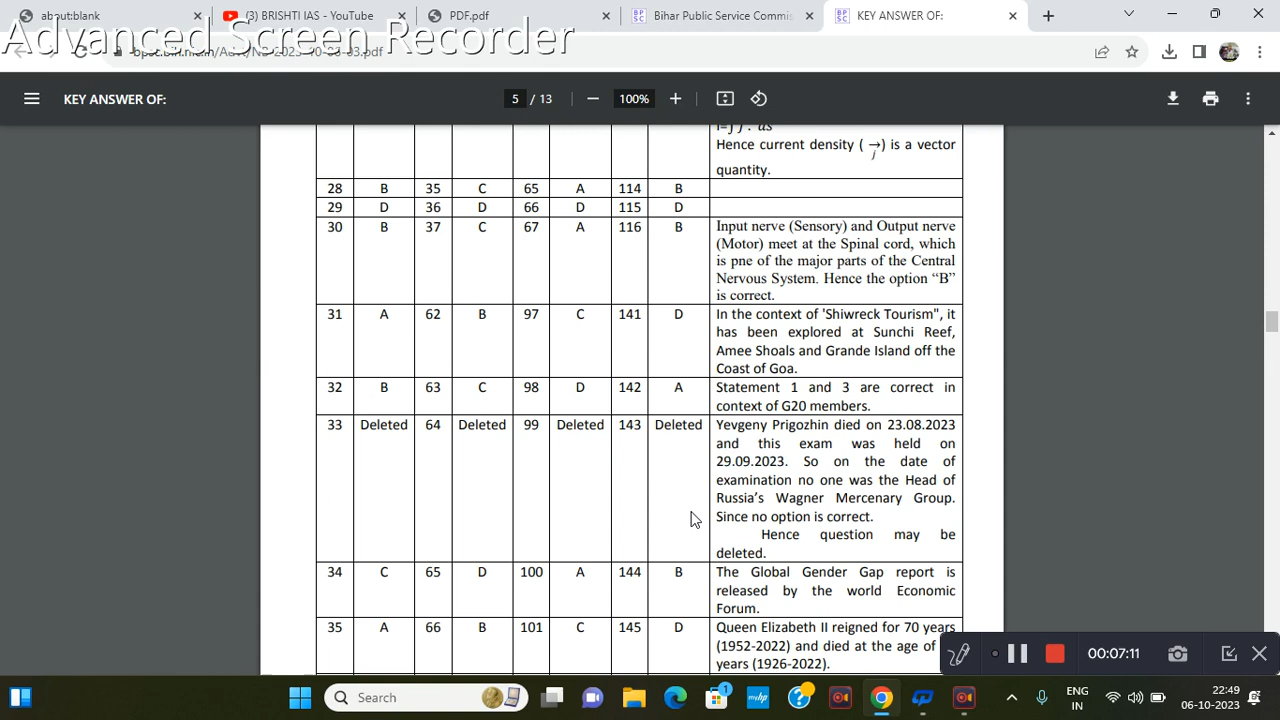 about:blank
(3) BRISHTI IAS - YouTube
PDF.pdf
Bihar Public Service Commis
KEY ANSWER OF:
Advanced Screen Recorder
KEY ANSWER OF:
5 / 13
100%
Hence current density ( →j ) is a vector
quantity.
28 B 35 C 65 A 114 B
29 D 36 D 66 D 115 D
30 B 37 C 67 A 116 B Input nerve (Sensory) and Output nerve
(Motor) meet at the Spinal cord, which
is pne of the major parts of the Central
Nervous System. Hence the option “B”
is correct.
31 A 62 B 97 C 141 D In the context of 'Shiwreck Tourism", it
has been explored at Sunchi Reef,
Amee Shoals and Grande Island off the
Coast of Goa.
32 B 63 C 98 D 142 A Statement 1 and 3 are correct in
context of G20 members.
33 Deleted 64 Deleted 99 Deleted 143 Deleted Yevgeny Prigozhin died on 23.08.2023
and this exam was held on
29.09.2023. So on the date of
examination no one was the Head of
Russia’s Wagner Mercenary Group.
Since no option is correct.
Hence question may be
deleted.
34 C 65 D 100 A 144 B The Global Gender Gap report is
released by the world Economic
Forum.
35 A 66 B 101 C 145 D Queen Elizabeth II reigned for 70 years
(1952-2022) and died at the age of
years (1926-2022).
00:07:11
Search
1
ENG
IN
22:49
06-10-2023